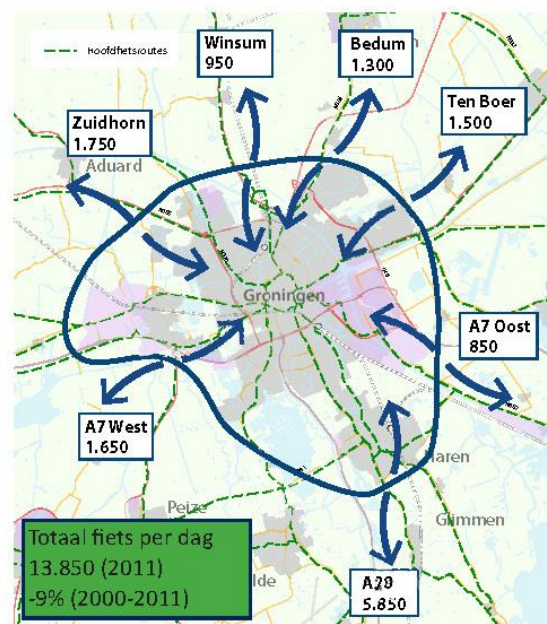 Hoofdfietsroutes
Winsum
950
Bedum
1.300
Ten Boer
1.500
Zuidhorn
1.750
Aduard
Groningen
A7 Oost
850
A7 West
1.650
Haren
Peize
Glimmen
Totaal fiets per dag
13.850 (2011)
-9% (2000-2011)
lde
A28
5.850